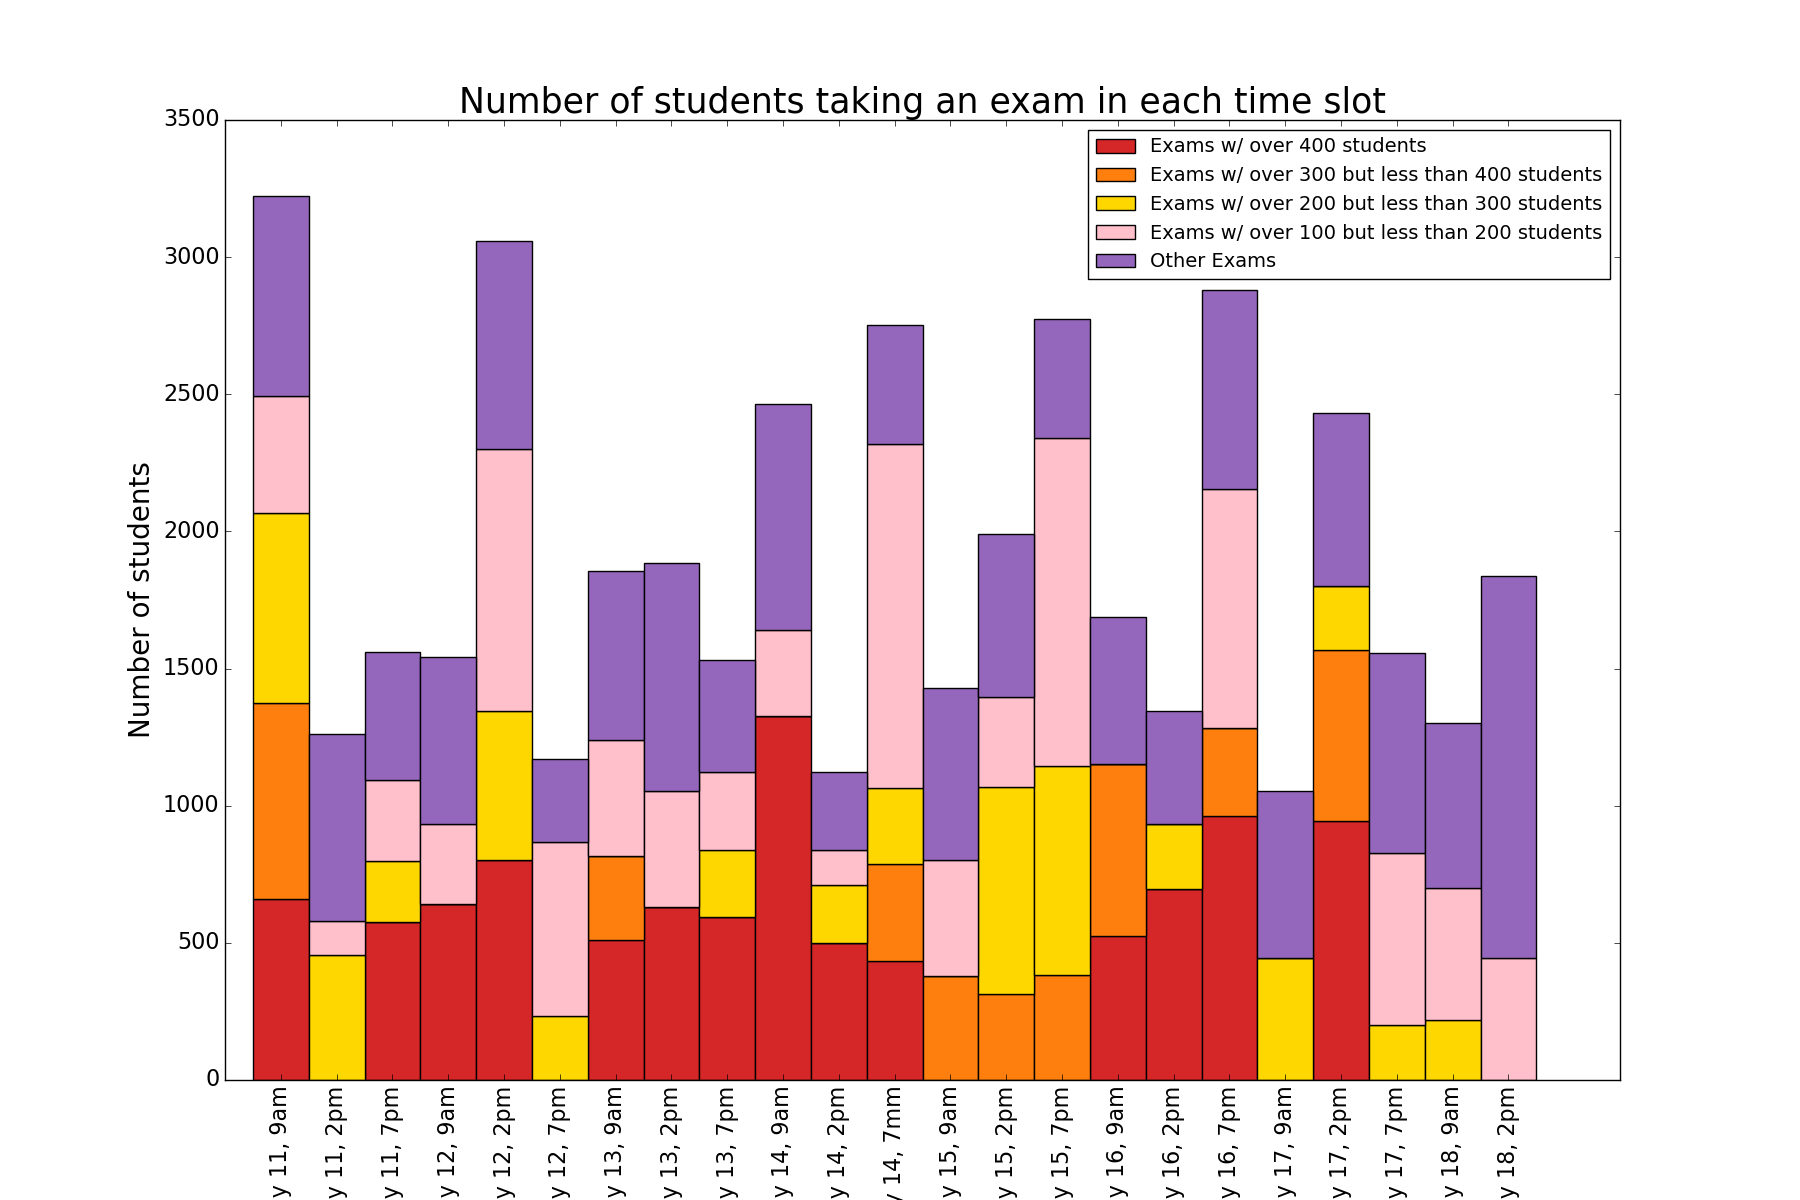 Number of students taking an exam in each time slot
3500
3000
2500
2000
1500
1000
500
0
Number of students
Exams w/ over 400 students
Exams w/ over 300 but less than 400 students
Exams w/ over 200 but less than 300 students
Exams w/ over 100 but less than 200 students
Other Exams
y 11, 9am
y 11, 2pm
y 11, 7pm
y 12, 9am
y 12, 2pm
y 12, 7pm
y 13, 9am
y 13, 2pm
y 13, 7pm
y 14, 9am
y 14, 2pm
y 14, 7mm
y 15, 9am
y 15, 2pm
y 15, 7pm
y 16, 9am
y 16, 2pm
y 16, 7pm
y 17, 9am
y 17, 2pm
y 17, 7pm
y 18, 9am
y 18, 2pm